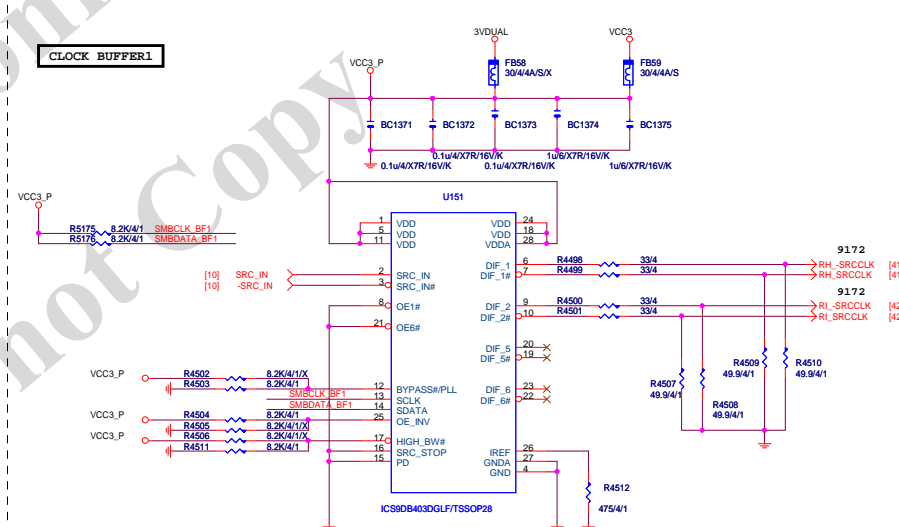 not Copy
CLOCK BUFFER1
3VDUAL
VCC3
FB58
30/4/4A/S/X
FB59
30/4/4A/S
VCC3_P
BC1371
BC1372
BC1373
BC1374
BC1375
0.1u/4/X7R/16V/K
1u/6/X7R/16V/K
0.1u/4/X7R/16V/K
0.1u/4/X7R/16V/K
1u/6/X7R/16V/K
VCC3_P
R5175 8.2K/4/1 SMBCLK_BF1
R5176 8.2K/4/1 SMBDATA_BF1
U151
1 VDD VDD 24
5 VDD VDD 18
11 VDD VDDA 28
[10] SRC_IN 2 SRC_IN
[10] -SRC_IN 3 SRC_IN#
8 OE1#
21 OE6#
DIF_1 6 R4498 33/4 RH_-SRCCLK
DIF_1# 7 R4499 33/4 RH_SRCCLK
9172
DIF_2 9 R4500 33/4 RI_-SRCCLK
DIF_2# 10 R4501 33/4 RI_SRCCLK
9172
DIF_5 20
DIF_5# 19
DIF_6 23
DIF_6# 22
VCC3_P R4502 8.2K/4/1/X
R4503 8.2K/4/1
12 BYPASS#/PLL
SMBCLK_BF1 13 SCLK
SMBDATA_BF1 14 SDATA
VCC3_P R4504 8.2K/4/1 25 OE_INV
R4505 8.2K/4/1/X
VCC3_P R4506 8.2K/4/1/X 17 HIGH_BW#
R4511 8.2K/4/1
16 SRC_STOP
15 PD
IREF 26
GNDA 27
GND 4
R4512
475/4/1
R4507
49.9/4/1
R4508
49.9/4/1
R4509
49.9/4/1
R4510
49.9/4/1
ICS9DB403DGLF/TSSOP28